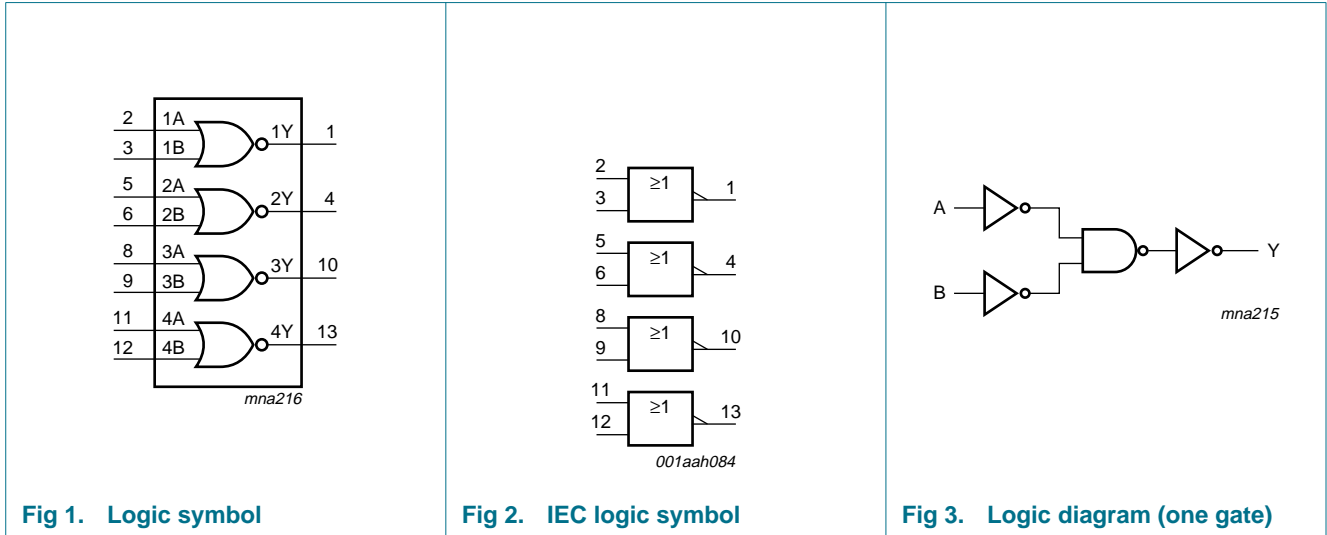 2 1A 1Y 1
3 1B
5 2A 2Y 4
6 2B
8 3A 3Y 10
9 3B
11 4A 4Y 13
12 4B
mna216
Fig 1. Logic symbol
2 ≥1 1
3
5 ≥1 4
6
8 ≥1 10
9
11 ≥1 13
12
001aah084
Fig 2. IEC logic symbol
A
Y
B
mna215
Fig 3. Logic diagram (one gate)